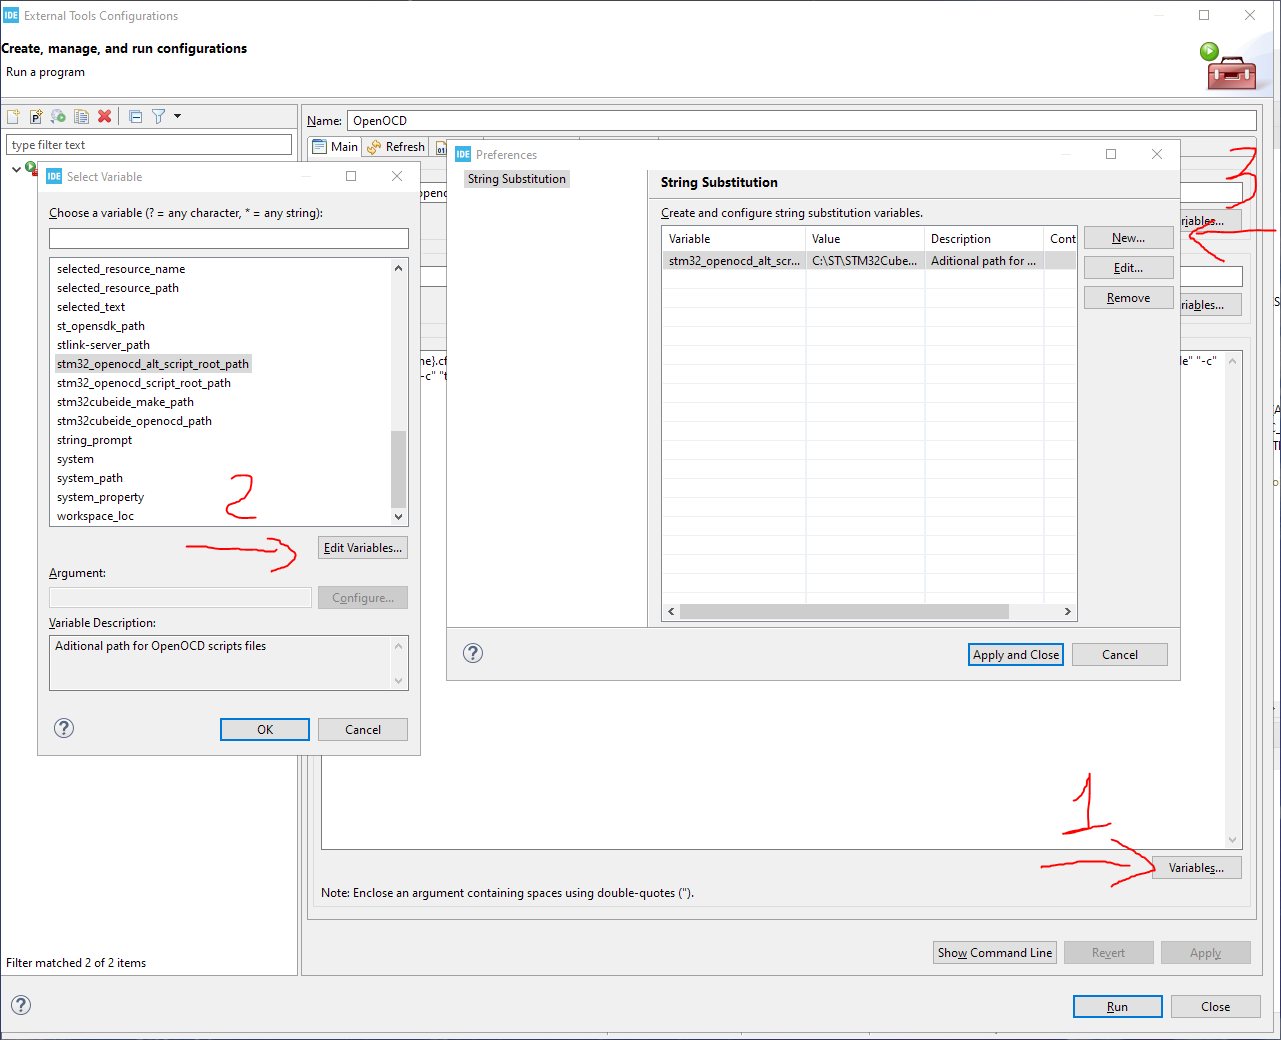 IDE External Tools Configurations
Create, manage, and run configurations
Run a program
Name: OpenOCD
type filter text
Main
Refresh
IDE Select Variable
Choose a variable (? = any character, * = any string):
selected_resource_name
selected_resource_path
selected_text
st_opensdk_path
stlink-server_path
stm32_openocd_alt_script_root_path
stm32_openocd_script_root_path
stm32cubeide_make_path
stm32cubeide_openocd_path
string_prompt
system
system_path
system_property
workspace_loc
2
Edit Variables...
Argument:
Configure...
Variable Description:
Aditional path for OpenOCD scripts files
OK
Cancel
IDE Preferences
String Substitution
String Substitution
Create and configure string substitution variables.
Variable Value Description Cont
stm32_openocd_alt_scr... C:\ST\STM32Cube... Aditional path for ...
New...
Edit...
Remove
3
Apply and Close
Cancel
ne}.cf
le" "-c"
-c" "t
1
Variables...
Note: Enclose an argument containing spaces using double-quotes (").
Show Command Line
Revert
Apply
Filter matched 2 of 2 items
Run
Close